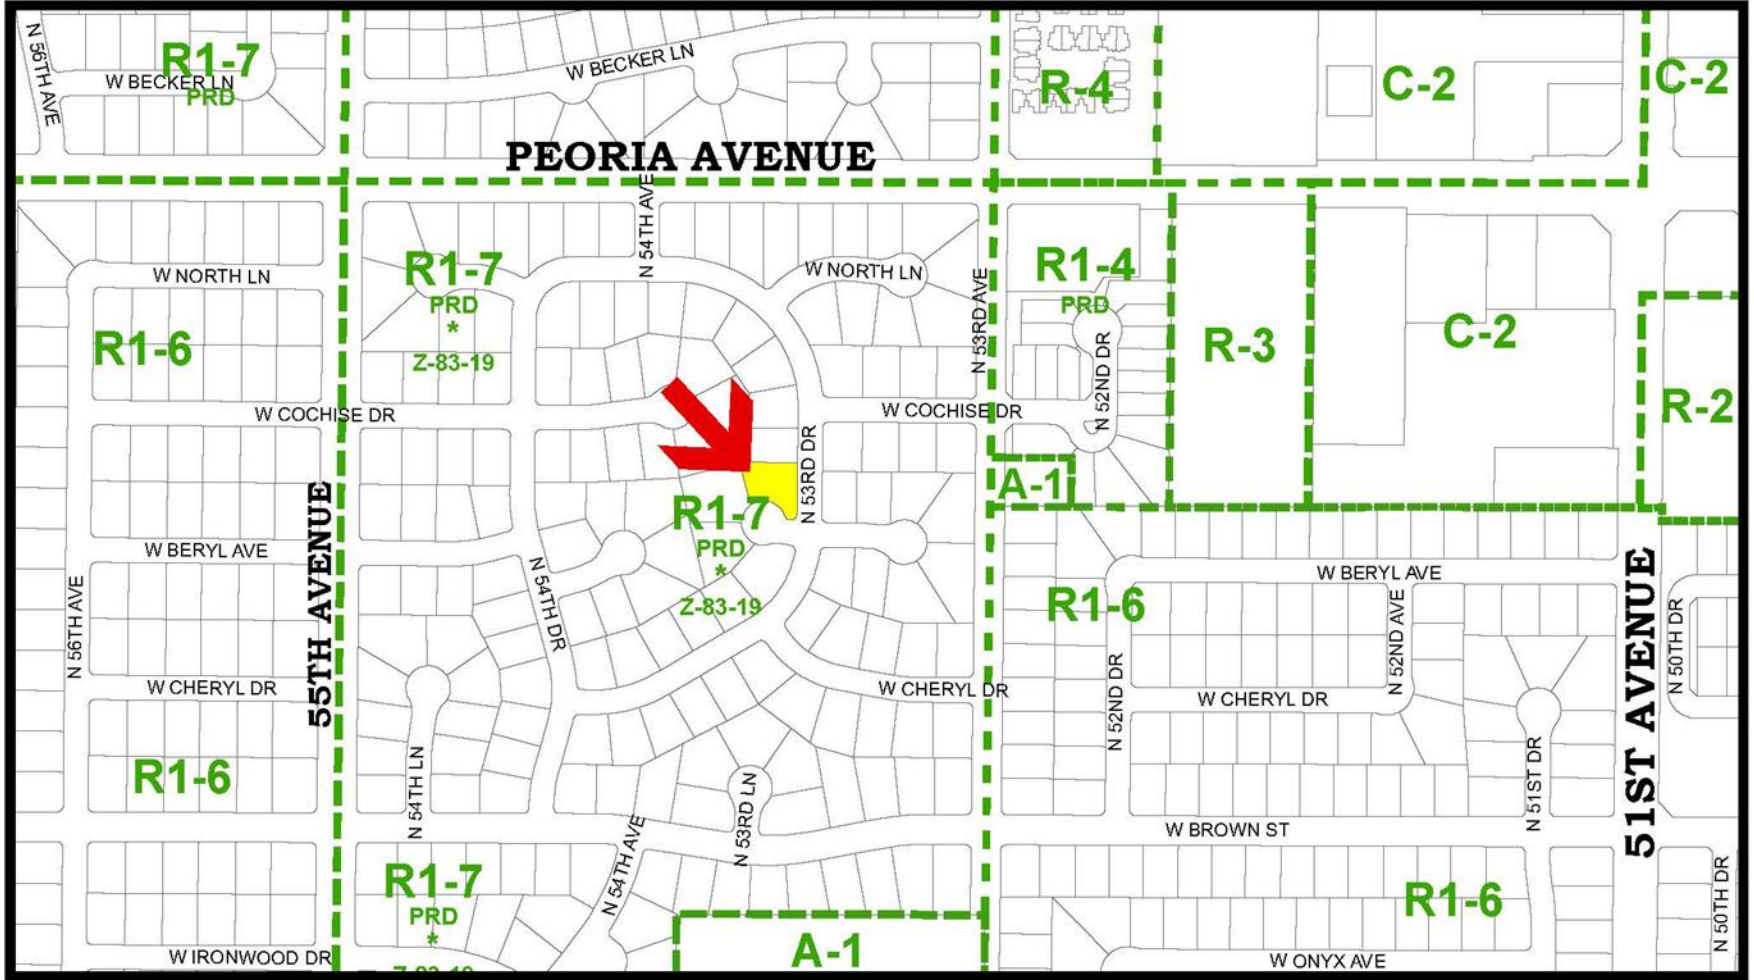 N 56TH AVE
R1-7
W BECKER LN
PRD
W BECKER LN
R-4
C-2
C-2
PEORIA AVENUE
N 54TH AVE
W NORTH LN
R1-7
PRD
*
Z-83-19
W NORTH LN
N 53RD AVE
R1-4
PRD
N 52ND DR
R-3
C-2
R-2
R1-6
W COCHISE DR
W COCHISE DR
N 53RD DR
A-1
55TH AVENUE
R1-7
PRD
*
Z-83-19
W BERYL AVE
N 54TH DR
N 56TH AVE
W BERYL AVE
R1-6
N 52ND AVE
51ST AVENUE
N 50TH DR
W CHERYL DR
W CHERYL DR
N 52ND DR
W CHERYL DR
R1-6
N 54TH LN
N 53RD LN
N 51ST DR
W BROWN ST
N 54TH AVE
R1-7
PRD
*
Z-83-19
R1-6
N 50TH DR
A-1
W IRONWOOD DR
W ONYX AVE